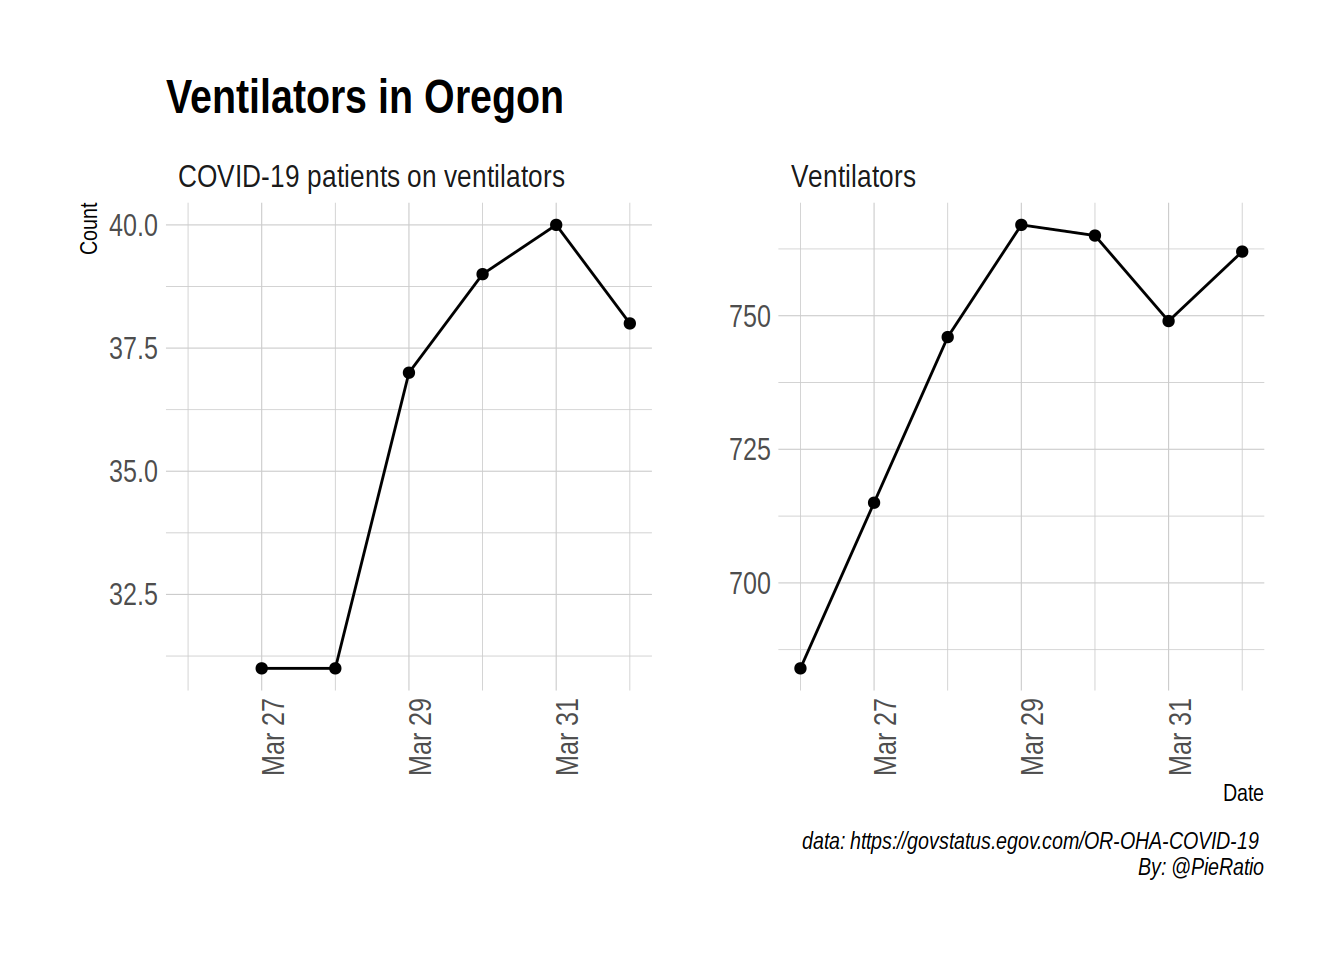 Ventilators in Oregon
COVID-19 patients on ventilators
Ventilators
Count
40.0
37.5
35.0
32.5
750
725
700
Mar 27
Mar 29
Mar 31
Mar 27
Mar 29
Mar 31
Date
data: https://govstatus.egov.com/OR-OHA-COVID-19
By: @PieRatio